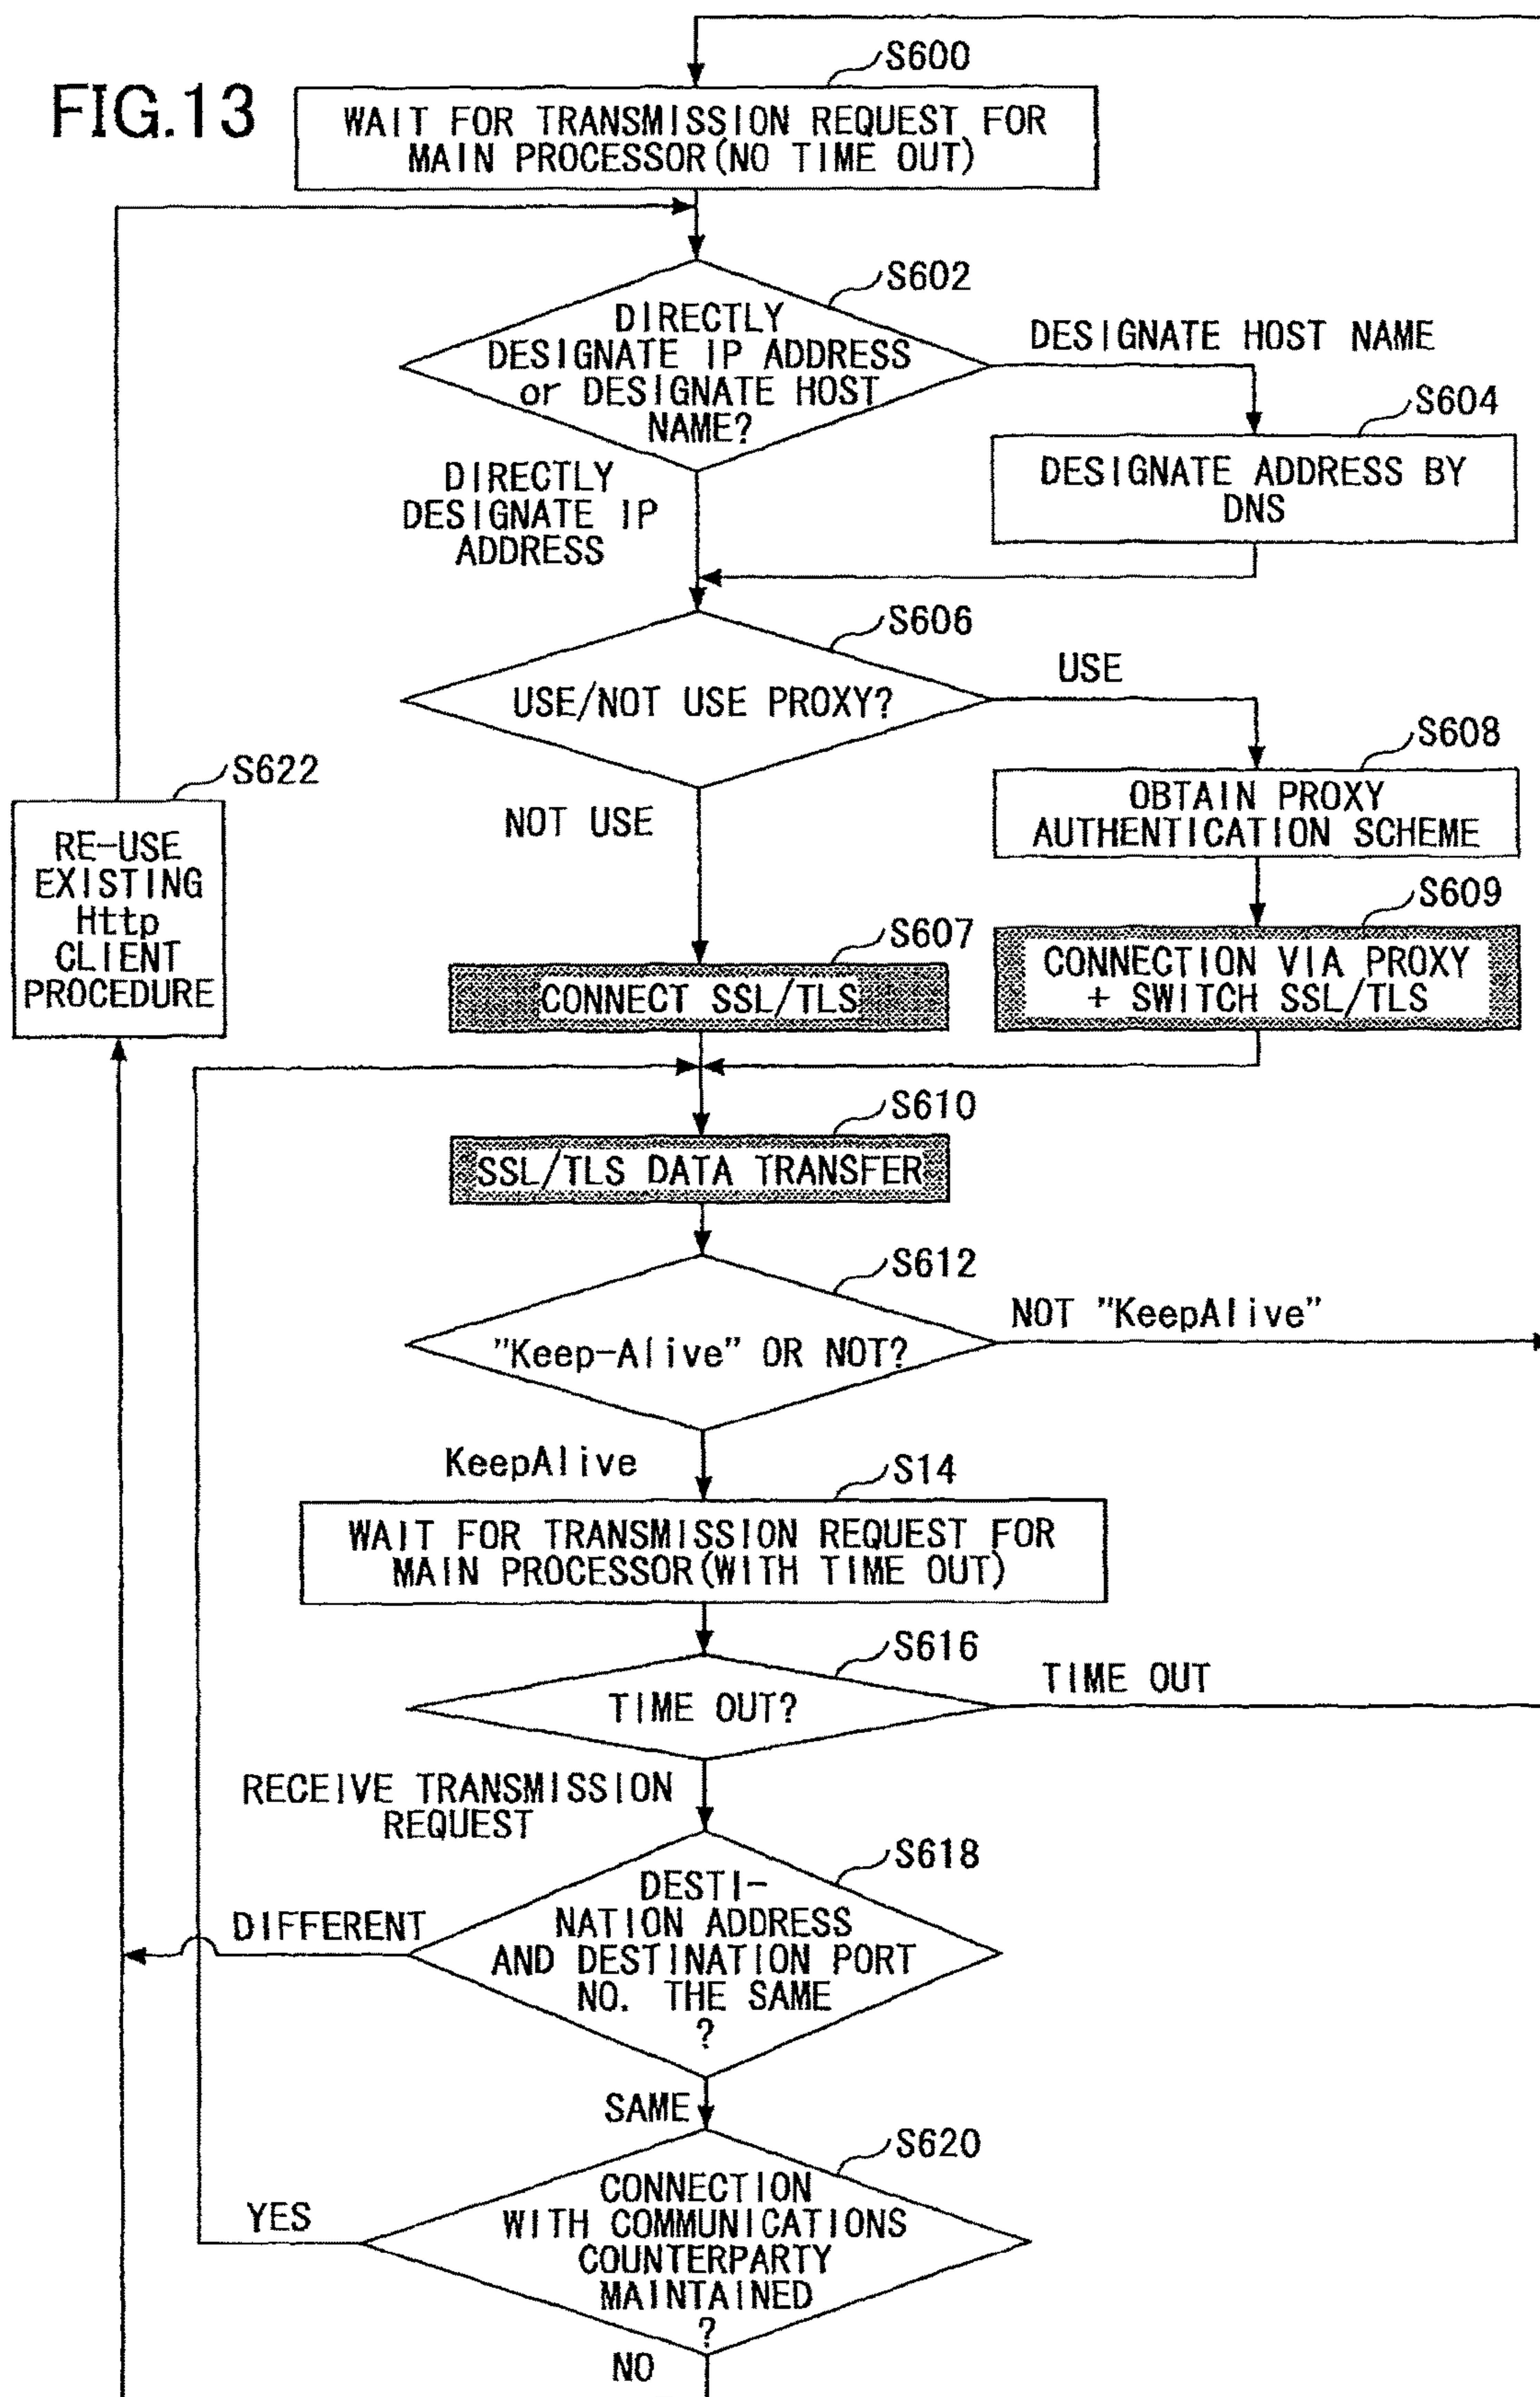 FIG.13
S600
WAIT FOR TRANSMISSION REQUEST FOR
MAIN PROCESSOR(NO TIME OUT)
S602
DIRECTLY
DESIGNATE IP ADDRESS
or DESIGNATE HOST
NAME?
DESIGNATE HOST NAME
S604
DESIGNATE ADDRESS BY
DNS
DIRECTLY
DESIGNATE IP
ADDRESS
S606
USE/NOT USE PROXY?
USE
S608
OBTAIN PROXY
AUTHENTICATION SCHEME
NOT USE
S622
RE-USE
EXISTING
Http
CLIENT
PROCEDURE
S609
CONNECTION VIA PROXY
+ SWITCH SSL/TLS
S607
CONNECT SSL/TLS
S610
SSL/TLS DATA TRANSFER
S612
"Keep-Alive" OR NOT?
NOT "KeepAlive"
KeepAlive
S14
WAIT FOR TRANSMISSION REQUEST FOR
MAIN PROCESSOR(WITH TIME OUT)
S616
TIME OUT?
TIME OUT
RECEIVE TRANSMISSION
REQUEST
S618
DESTI-
NATION ADDRESS
AND DESTINATION PORT
NO. THE SAME
?
DIFFERENT
SAME
S620
CONNECTION
WITH COMMUNICATIONS
COUNTERPARTY
MAINTAINED
?
YES
NO